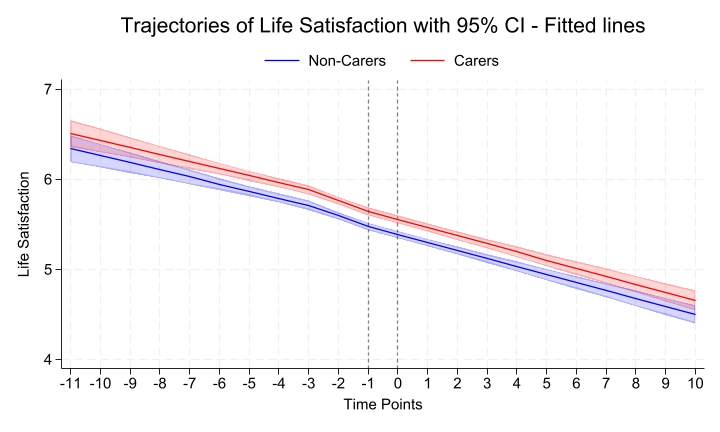 Trajectories of Life Satisfaction with 95% CI - Fitted lines
Non-Carers Carers
7
6
5
4
Life Satisfaction
-11 -10 -9 -8 -7 -6 -5 -4 -3 -2 -1 0 1 2 3 4 5 6 7 8 9 10
Time Points